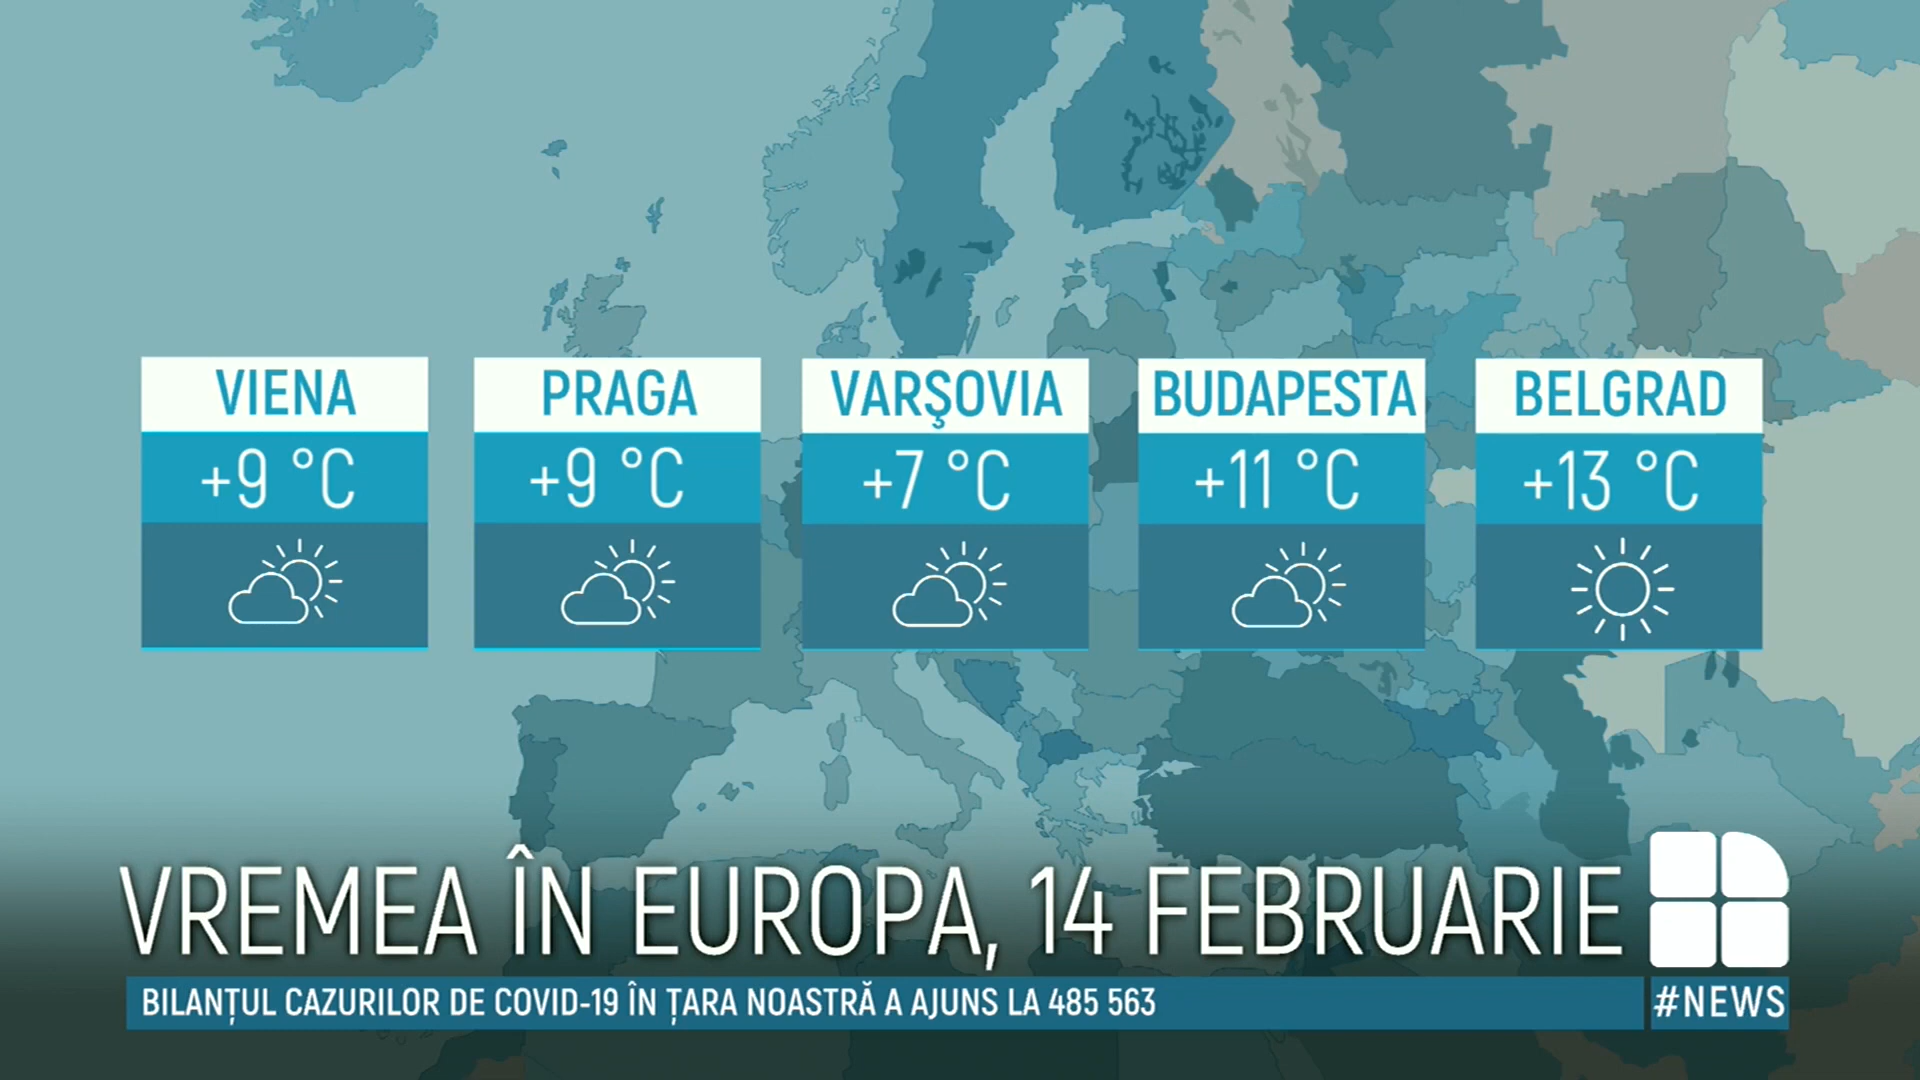 VIENA
+9 °C
PRAGA
+9 °C
VARŞOVIA
+7 °C
BUDAPESTA
+11 °C
BELGRAD
+13 °C
VREMEA ÎN EUROPA, 14 FEBRUARIE
BILANȚUL CAZURILOR DE COVID-19 ÎN ȚARA NOASTRĂ A AJUNS LA 485 563
#NEWS